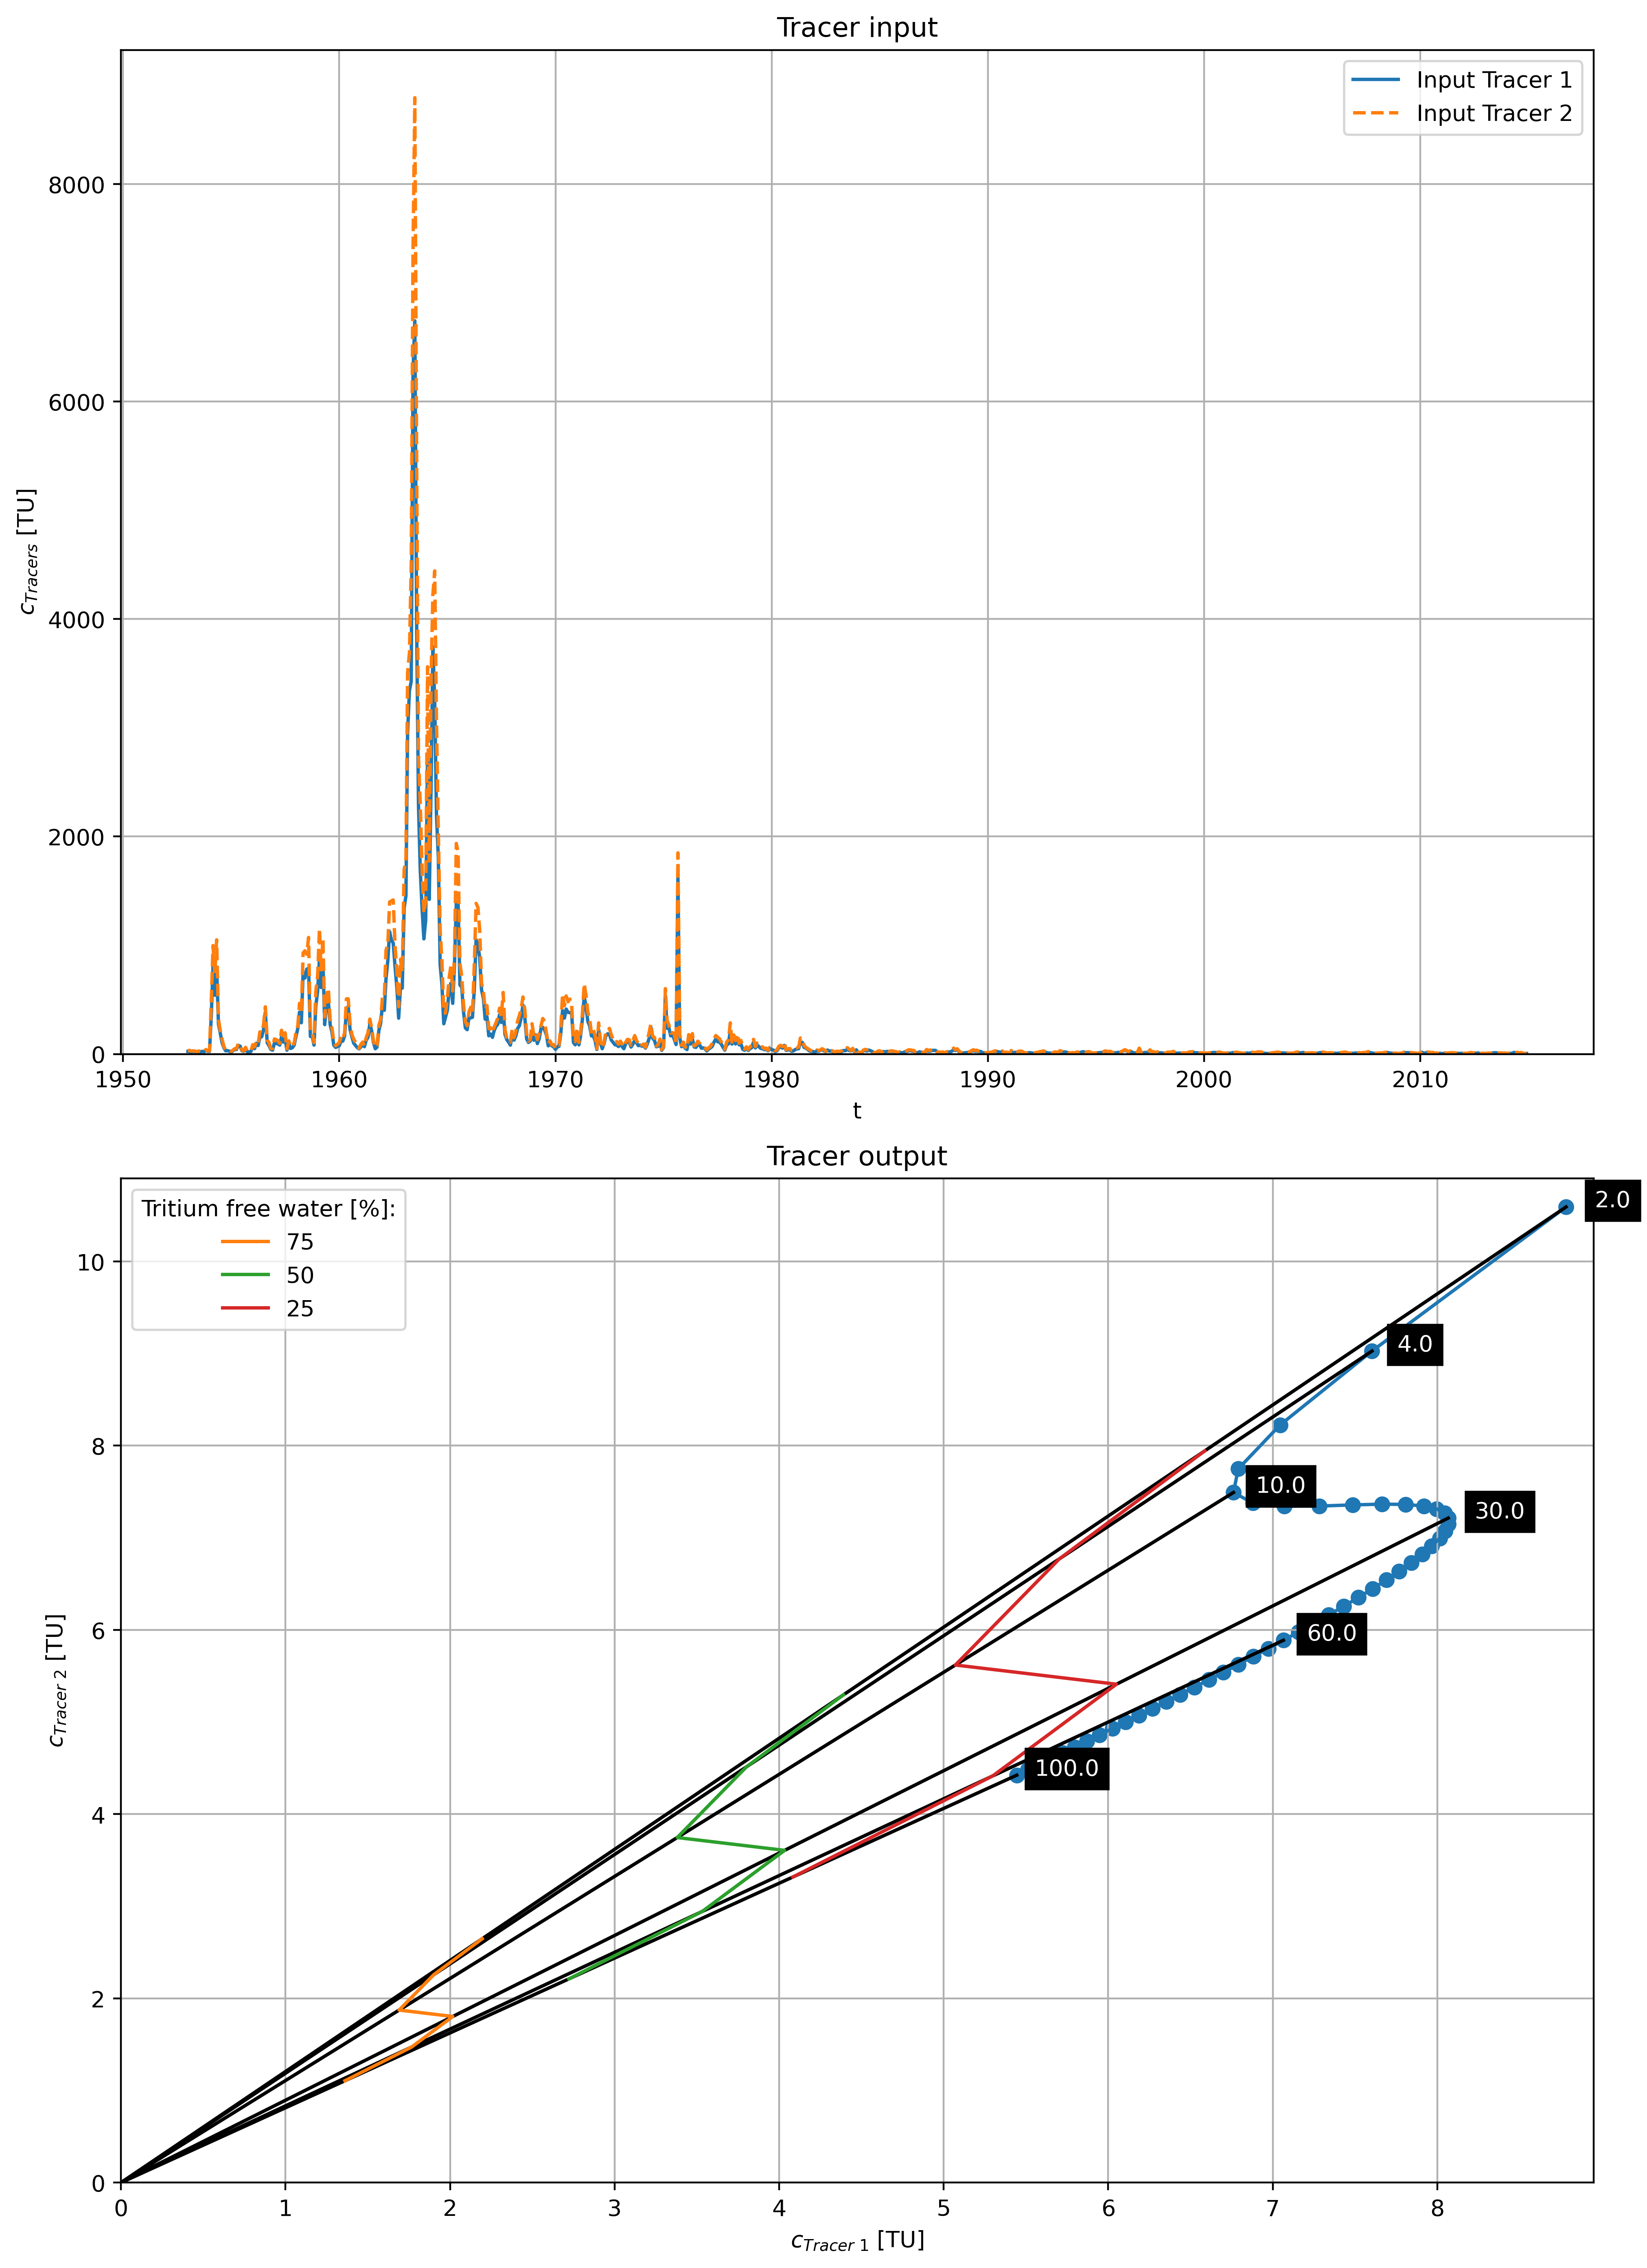 Tracer input
Input Tracer 1
Input Tracer 2
8000
6000
4000
2000
0
c_Tracers [TU]
1950 1960 1970 1980 1990 2000 2010
t
Tracer output
Tritium free water [%]:
75
50
25
2.0
4.0
10.0
30.0
60.0
100.0
10
8
6
4
2
0
c_Tracer 2 [TU]
0 1 2 3 4 5 6 7 8
c_Tracer 1 [TU]